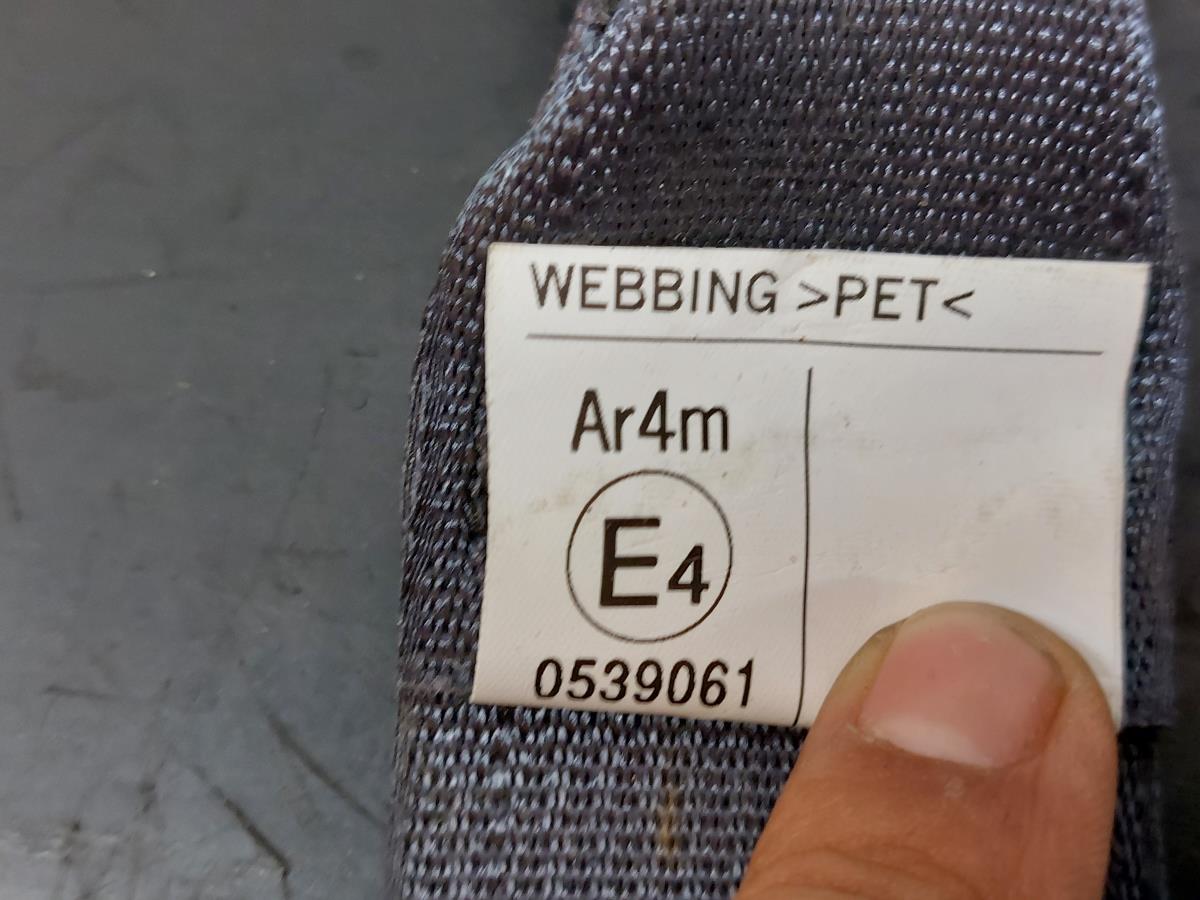 WEBBING >PET<
Ar4m
E4
0539061